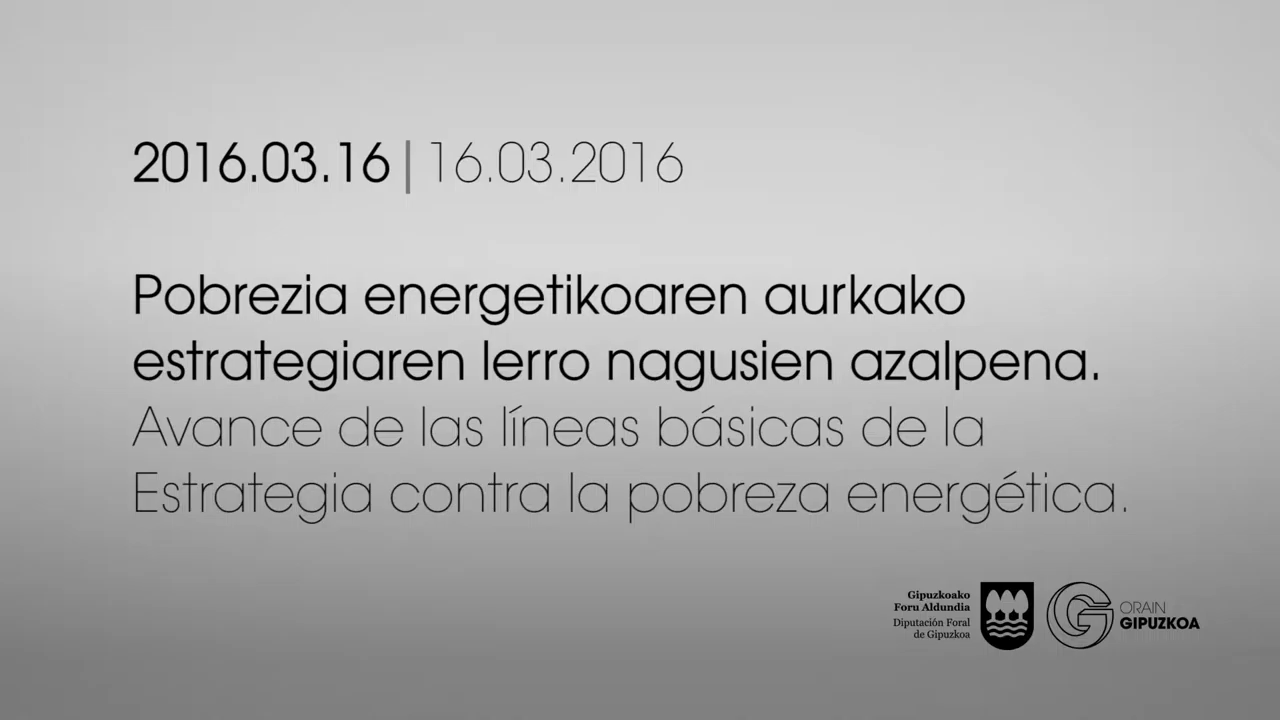 2016.03.16 | 16.03.2016
Pobrezia energetikoaren aurkako
estrategiaren lerro nagusien azalpena.
Avance de las líneas básicas de la
Estrategia contra la pobreza energética.
Gipuzkoako
Foru Aldundia
Diputación Foral
de Gipuzkoa
ORAIN
GIPUZKOA